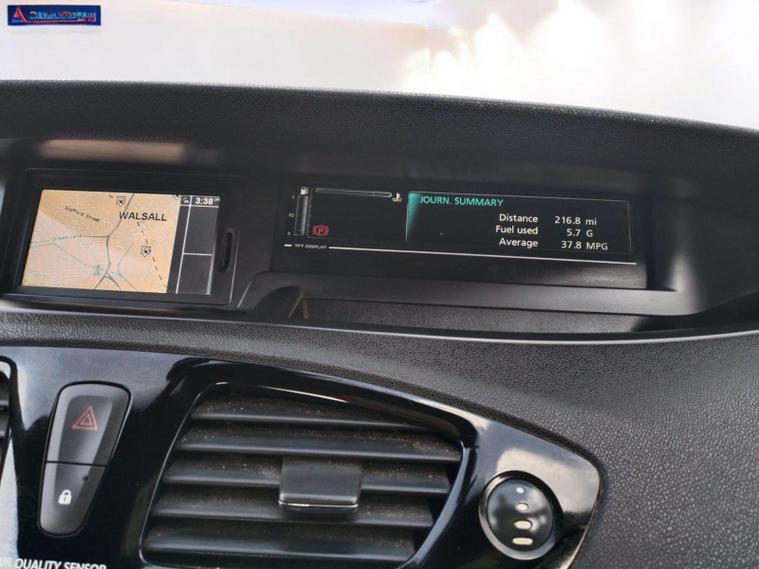 WALSALL
3:38
JOURN. SUMMARY
Distance 216.8 mi
Fuel used 5.7 G
Average 37.8 MPG
TFT DISPLAY
QUALITY SENSOR